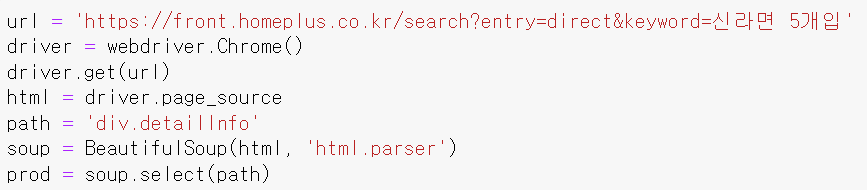 url = 'https://front.homeplus.co.kr/search?entry=direct&keyword=신라면 5개입'
driver = webdriver.Chrome()
driver.get(url)
html = driver.page_source
path = 'div.detailInfo'
soup = BeautifulSoup(html, 'html.parser')
prod = soup.select(path)